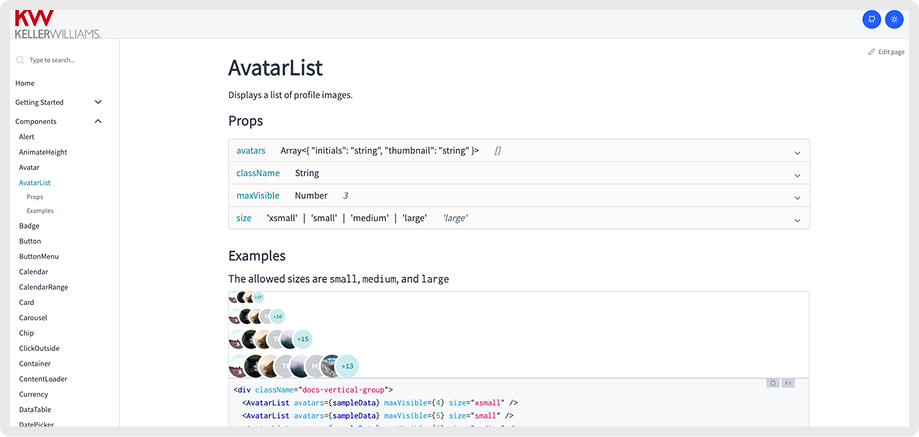 KW
KELLERWILLIAMS.
Type to search...
Edit page
Home
Getting Started
Components
Alert
AnimateHeight
Avatar
AvatarList
Props
Examples
Badge
Button
ButtonMenu
Calendar
CalendarRange
Card
Carousel
Chip
ClickOutside
Container
ContentLoader
Currency
DataTable
DatePicker
AvatarList
Displays a list of profile images.
Props
avatars Array<{ "initials": "string", "thumbnail": "string" }> []
className String
maxVisible Number 3
size 'xsmall' | 'small' | 'medium' | 'large' 'large'
Examples
The allowed sizes are small, medium, and large
+17
+16
+15
+13
<div className="docs-vertical-group">
<AvatarList avatars={sampleData} maxVisible={4} size="xsmall" />
<AvatarList avatars={sampleData} maxVisible={5} size="small" />